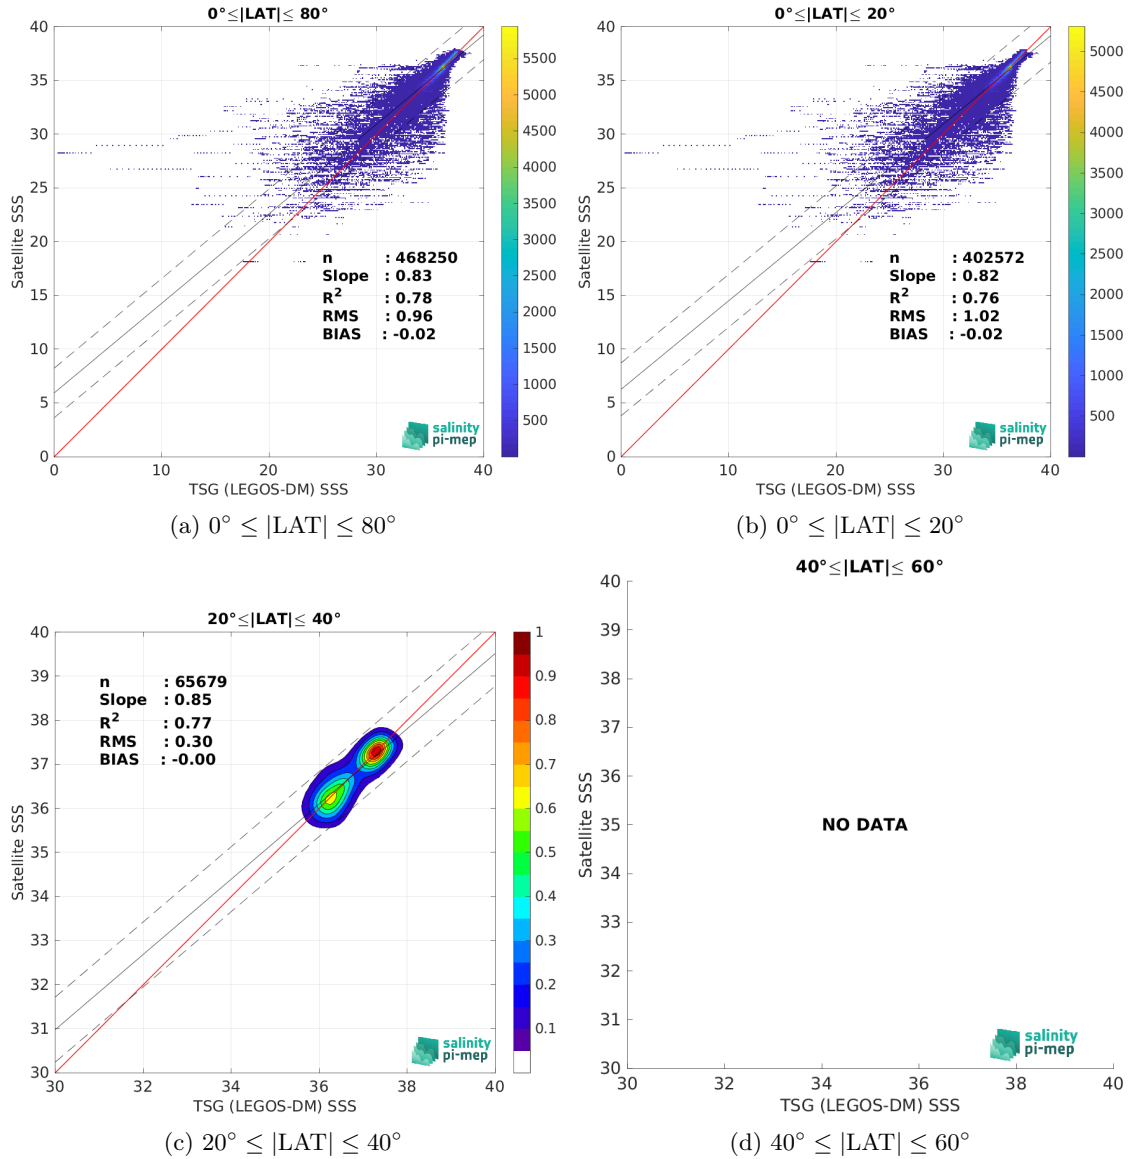 0°≤|LAT|≤ 80°
40
35
30
25
20
15
10
5
0
0
10
20
30
40
Satellite SSS
TSG (LEGOS-DM) SSS
n : 468250
Slope : 0.83
R² : 0.78
RMS : 0.96
BIAS : -0.02
salinity
pi-mep
5500
5000
4500
4000
3500
3000
2500
2000
1500
1000
500
(a) 0° ≤ |LAT| ≤ 80°
0°≤|LAT|≤ 20°
40
35
30
25
20
15
10
5
0
0
10
20
30
40
Satellite SSS
TSG (LEGOS-DM) SSS
n : 402572
Slope : 0.82
R² : 0.76
RMS : 1.02
BIAS : -0.02
salinity
pi-mep
5000
4500
4000
3500
3000
2500
2000
1500
1000
500
(b) 0° ≤ |LAT| ≤ 20°
20°≤|LAT|≤ 40°
40
39
38
37
36
35
34
33
32
31
30
30
32
34
36
38
40
Satellite SSS
TSG (LEGOS-DM) SSS
n : 65679
Slope : 0.85
R² : 0.77
RMS : 0.30
BIAS : -0.00
salinity
pi-mep
1
0.9
0.8
0.7
0.6
0.5
0.4
0.3
0.2
0.1
(c) 20° ≤ |LAT| ≤ 40°
40°≤|LAT|≤ 60°
40
39
38
37
36
35
34
33
32
31
30
30
32
34
36
38
40
Satellite SSS
TSG (LEGOS-DM) SSS
NO DATA
salinity
pi-mep
(d) 40° ≤ |LAT| ≤ 60°